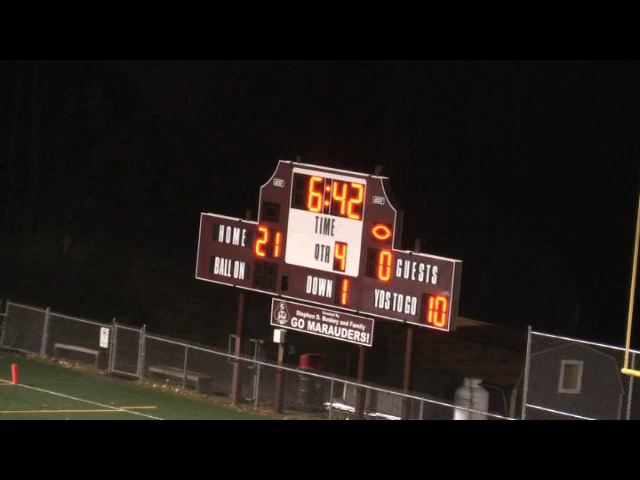 6:42
TIME
HOME 21
QTR 4
0 GUESTS
BALL ON
DOWN 1
YDS TO GO 10
Stephen D. Buskey and Family
GO MARAUDERS!